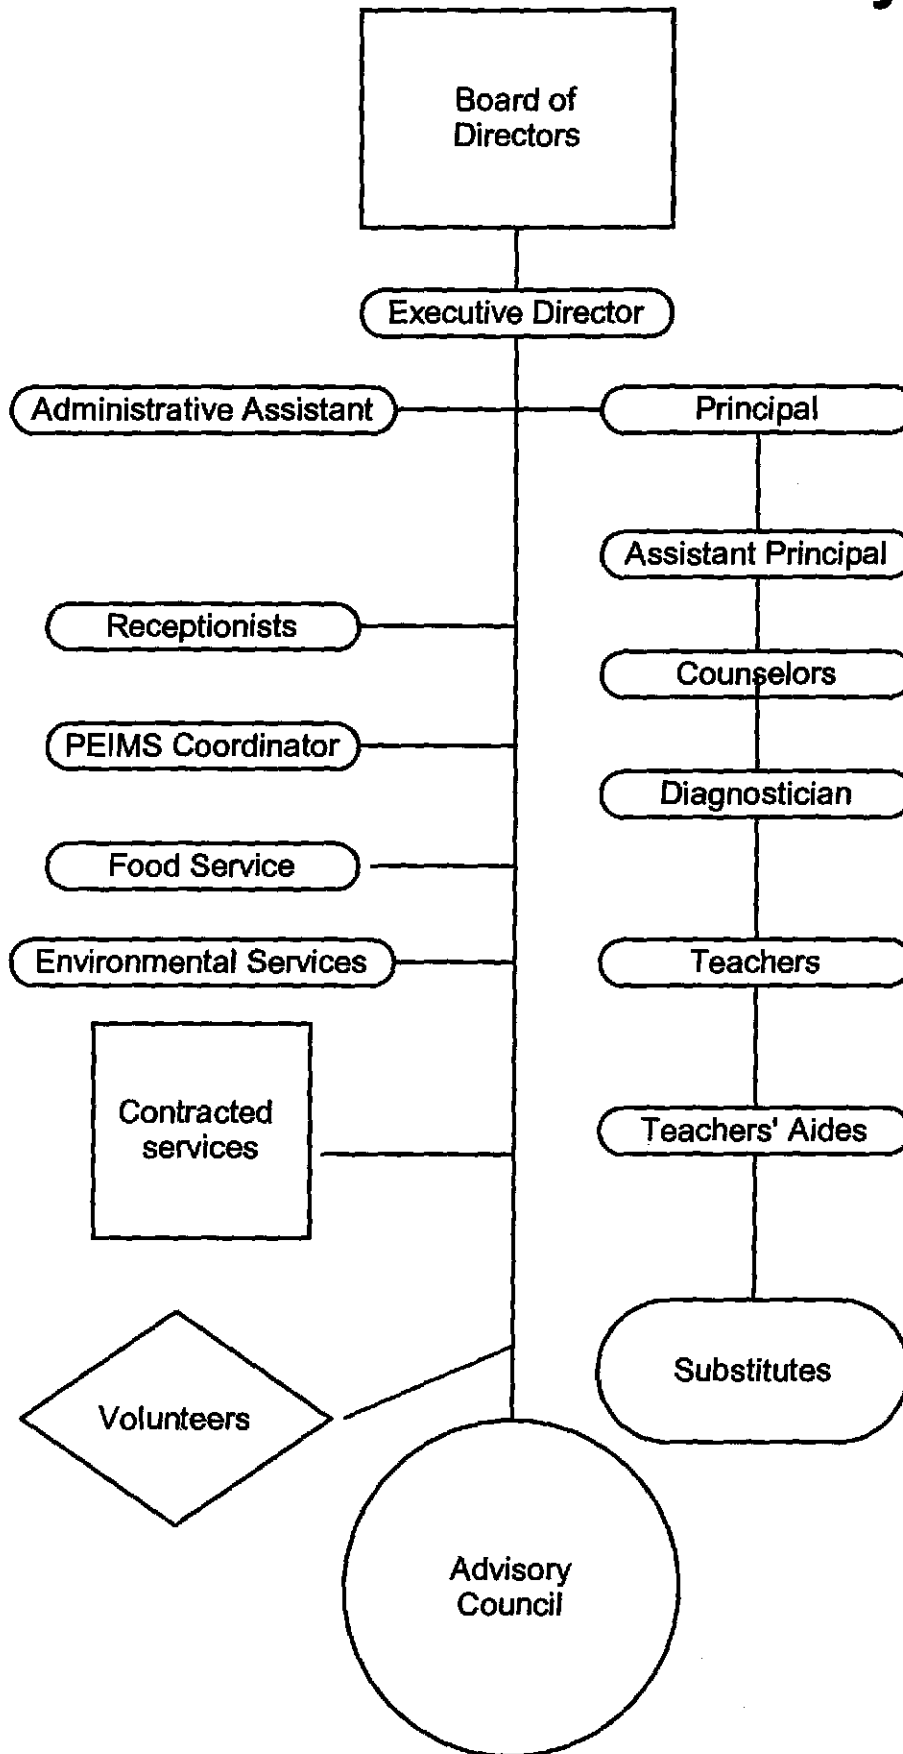 Board of
Directors
Executive Director
Administrative Assistant
Principal
Assistant Principal
Receptionists
Counselors
PEIMS Coordinator
Diagnostician
Food Service
Environmental Services
Teachers
Contracted
services
Teachers' Aides
Substitutes
Volunteers
Advisory
Council